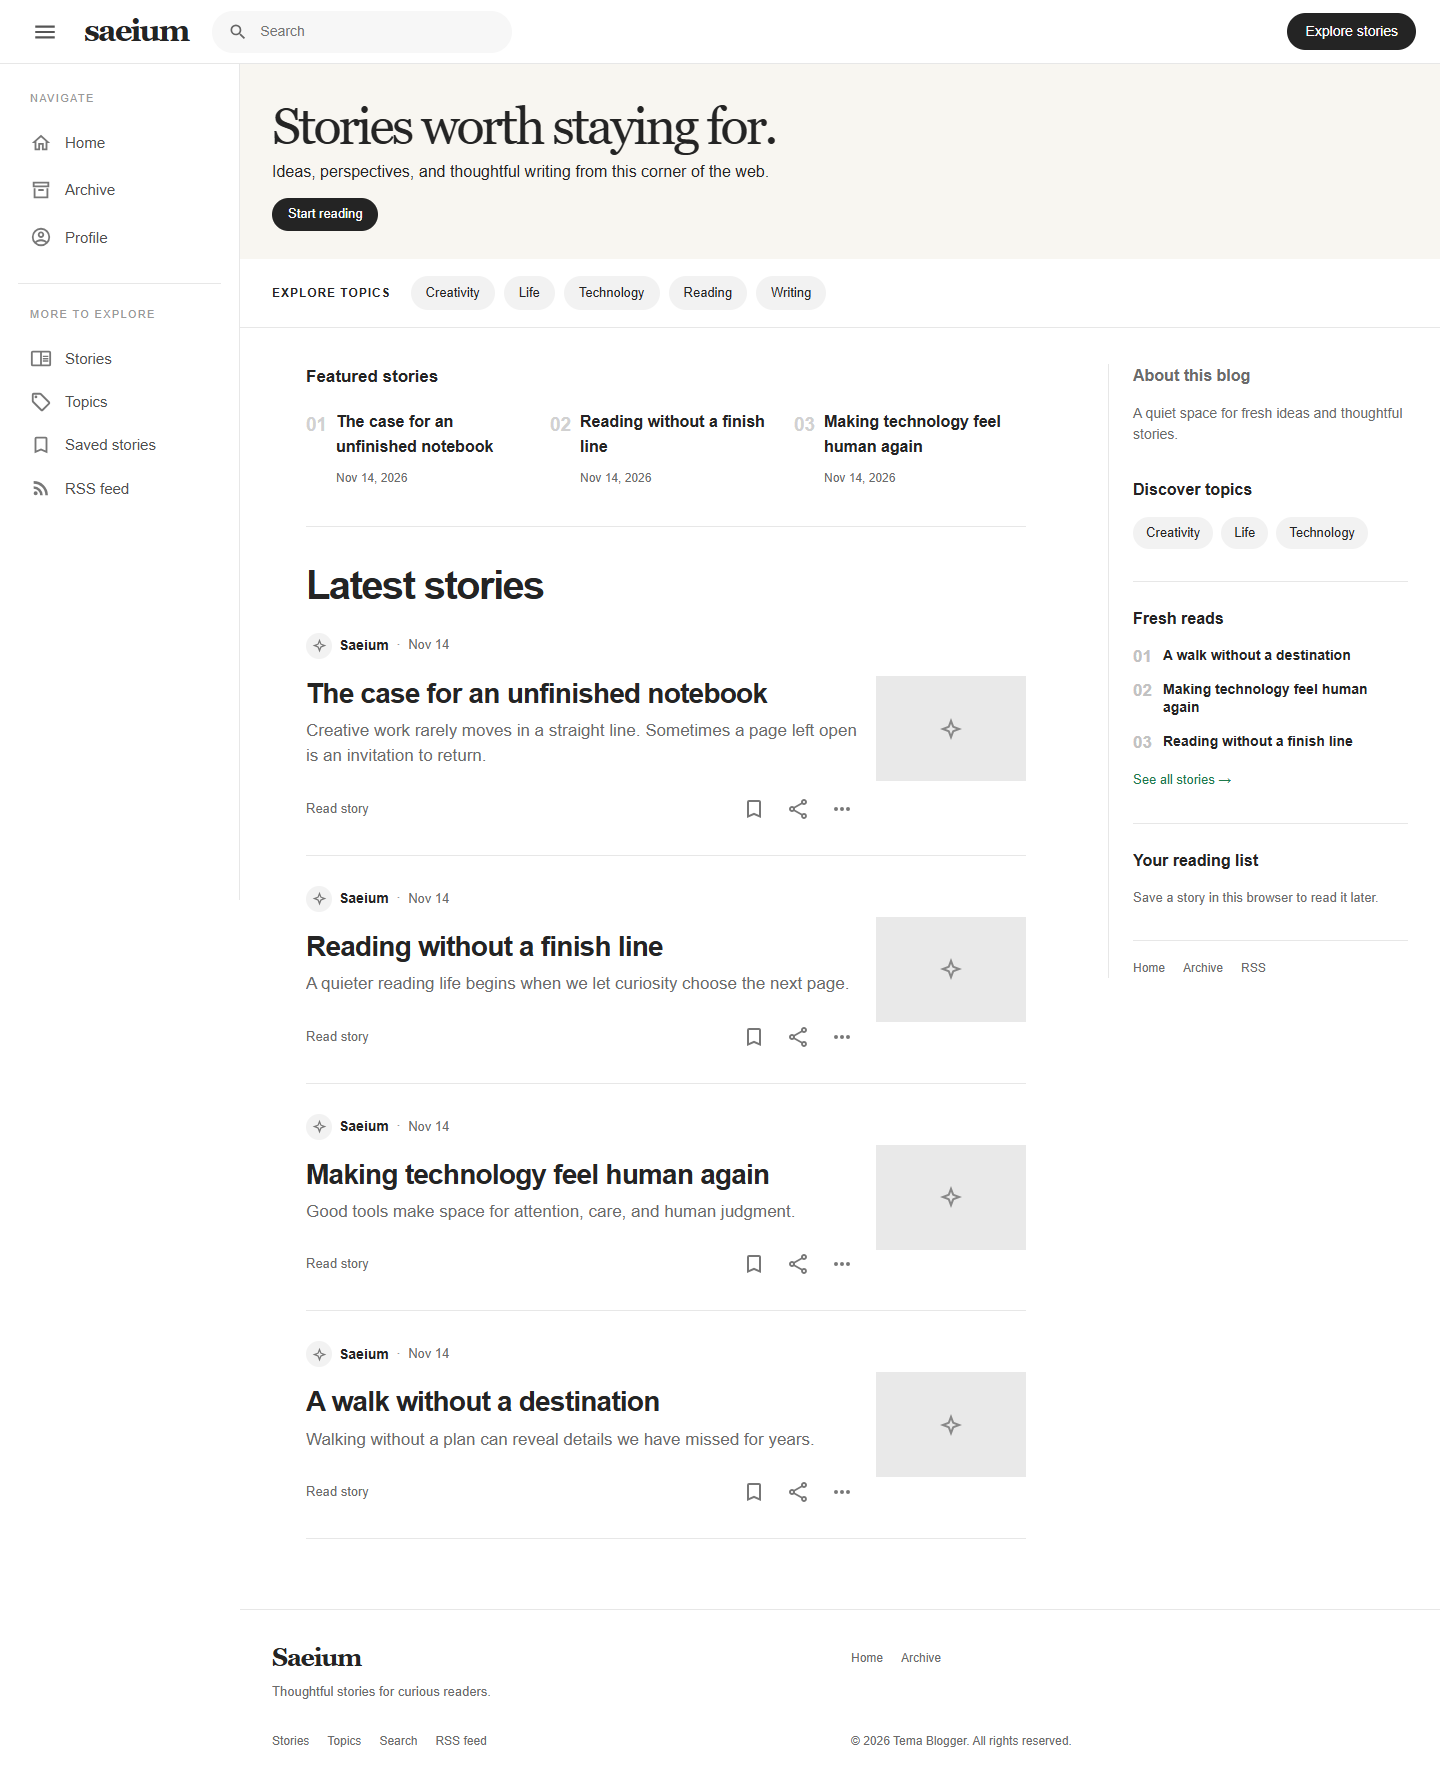 saeium
Search
Explore stories
NAVIGATE
Home
Archive
Profile
MORE TO EXPLORE
Stories
Topics
Saved stories
RSS feed
Stories worth staying for.
Ideas, perspectives, and thoughtful writing from this corner of the web.
Start reading
EXPLORE TOPICS
Creativity
Life
Technology
Reading
Writing
Featured stories
01
The case for an
unfinished notebook
Nov 14, 2026
02
Reading without a finish
line
Nov 14, 2026
03
Making technology feel
human again
Nov 14, 2026
Latest stories
Saeium · Nov 14
The case for an unfinished notebook
Creative work rarely moves in a straight line. Sometimes a page left open
is an invitation to return.
Read story
Saeium · Nov 14
Reading without a finish line
A quieter reading life begins when we let curiosity choose the next page.
Read story
Saeium · Nov 14
Making technology feel human again
Good tools make space for attention, care, and human judgment.
Read story
Saeium · Nov 14
A walk without a destination
Walking without a plan can reveal details we have missed for years.
Read story
About this blog
A quiet space for fresh ideas and thoughtful
stories.
Discover topics
Creativity
Life
Technology
Fresh reads
01 A walk without a destination
02 Making technology feel human
again
03 Reading without a finish line
See all stories →
Your reading list
Save a story in this browser to read it later.
Home Archive RSS
Saeium
Thoughtful stories for curious readers.
Home Archive
Stories Topics Search RSS feed
© 2026 Tema Blogger. All rights reserved.